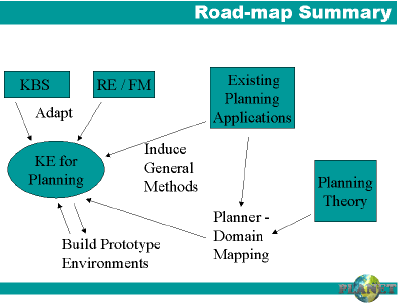 Road-map Summary
KBS
RE / FM
Existing
Planning
Applications
Adapt
KE for
Planning
Induce
General
Methods
Planning
Theory
Planner -
Domain
Mapping
Build Prototype
Environments
PLANET